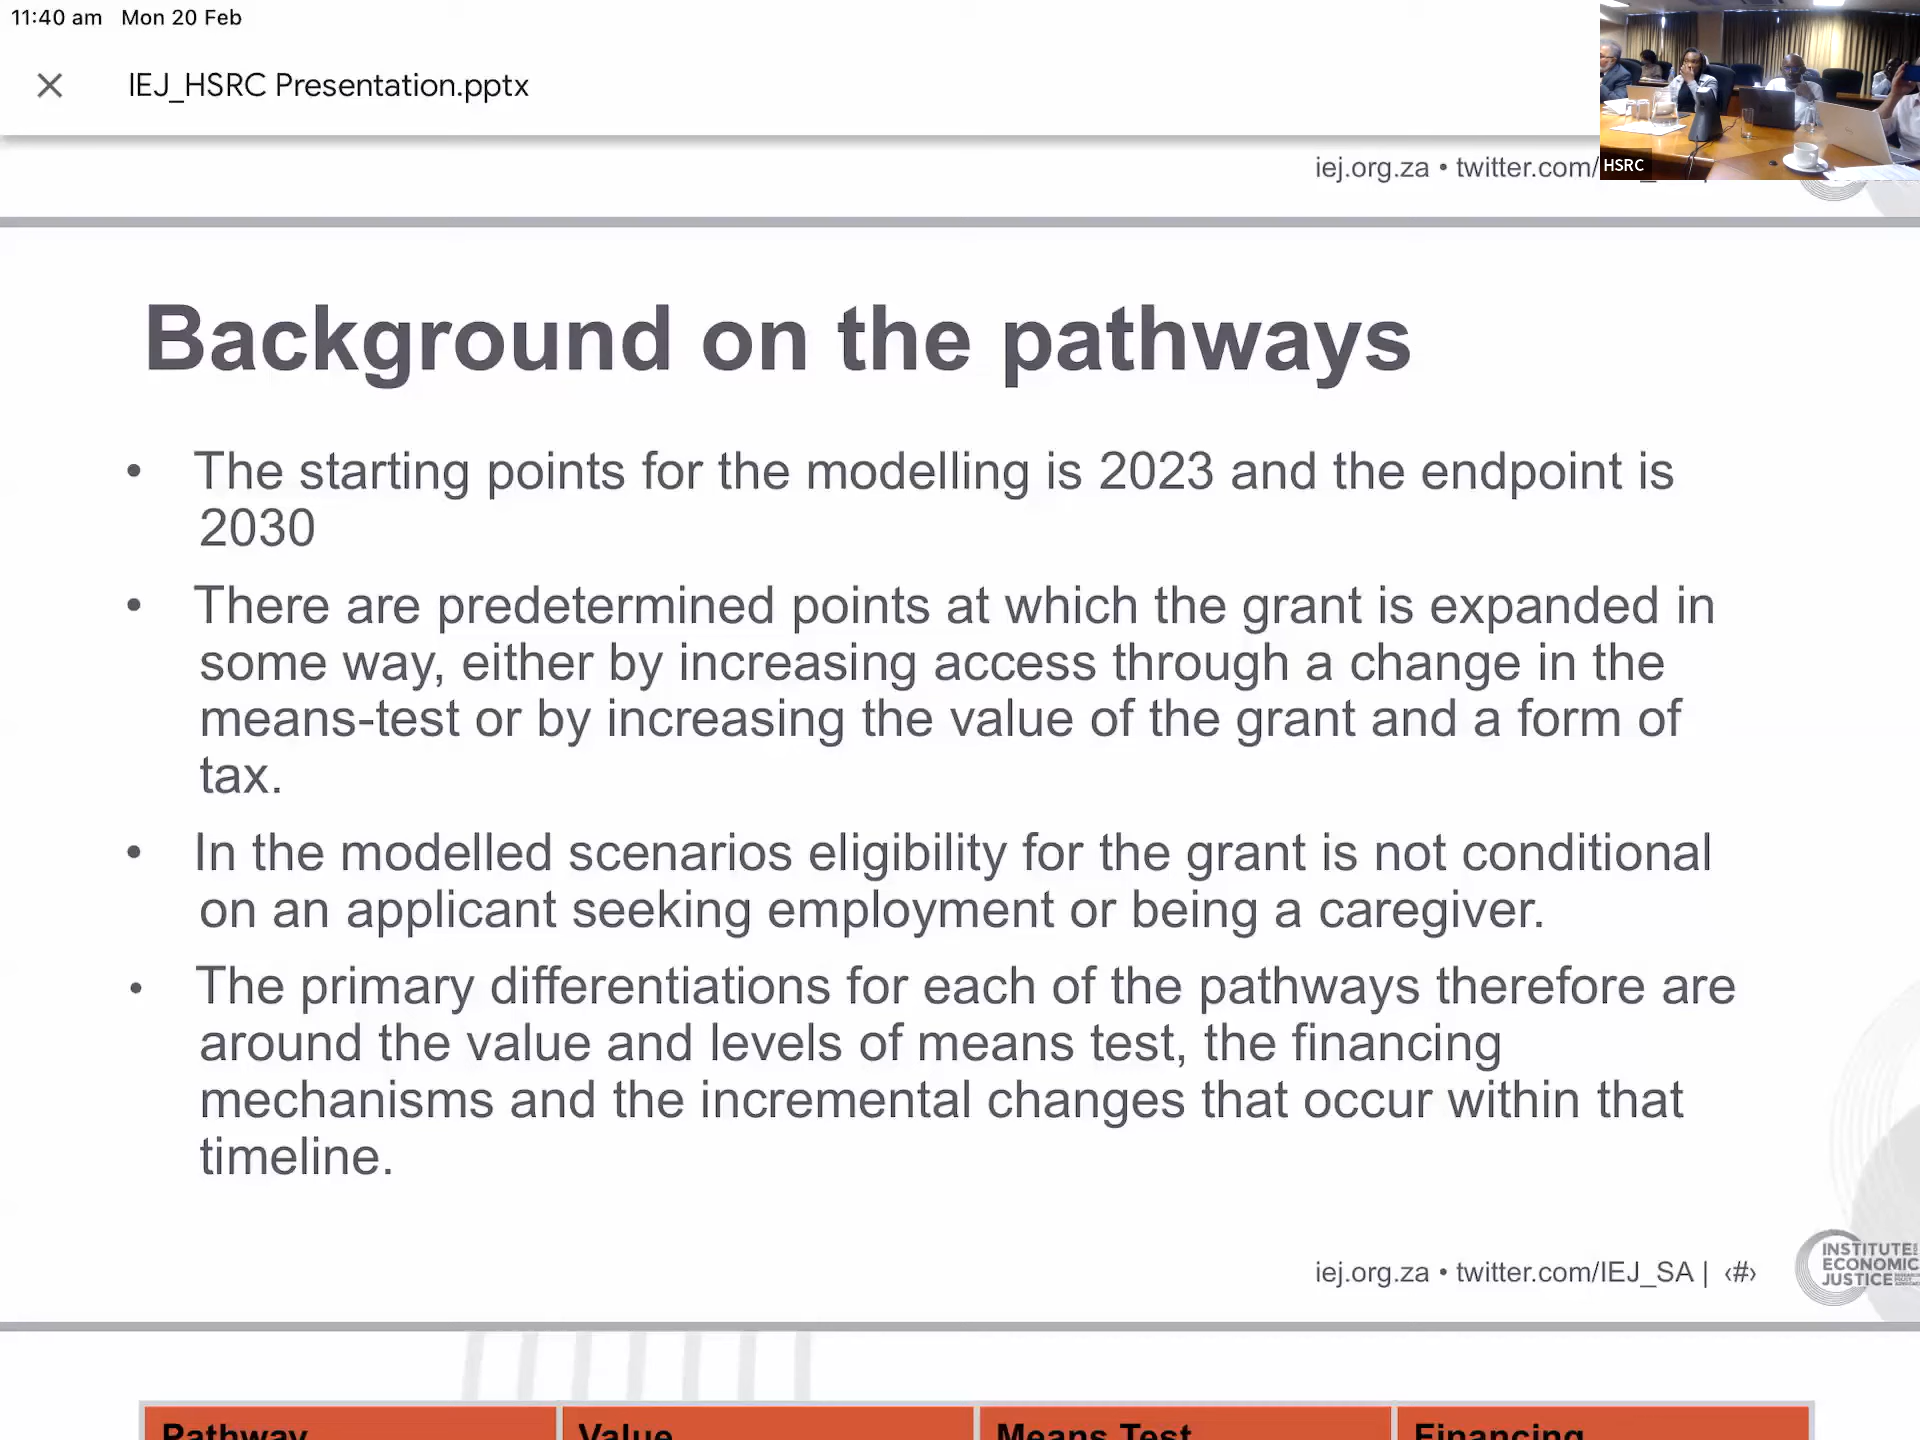 11:40 am Mon 20 Feb
IEJ_HSRC Presentation.pptx
HSRC
iej.org.za • twitter.com/
Background on the pathways
• The starting points for the modelling is 2023 and the endpoint is
2030
• There are predetermined points at which the grant is expanded in
some way, either by increasing access through a change in the
means-test or by increasing the value of the grant and a form of
tax.
• In the modelled scenarios eligibility for the grant is not conditional
on an applicant seeking employment or being a caregiver.
• The primary differentiations for each of the pathways therefore are
around the value and levels of means test, the financing
mechanisms and the incremental changes that occur within that
timeline.
iej.org.za • twitter.com/IEJ_SA | ‹#›
INSTITUTE
ECONOMIC
JUSTICE
Pathway Value Means Test Financing